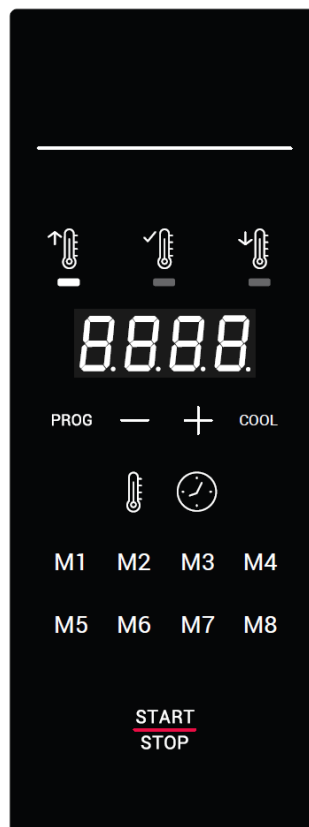 8.8.8.8.
PROG — + COOL
M1 M2 M3 M4
M5 M6 M7 M8
START
STOP